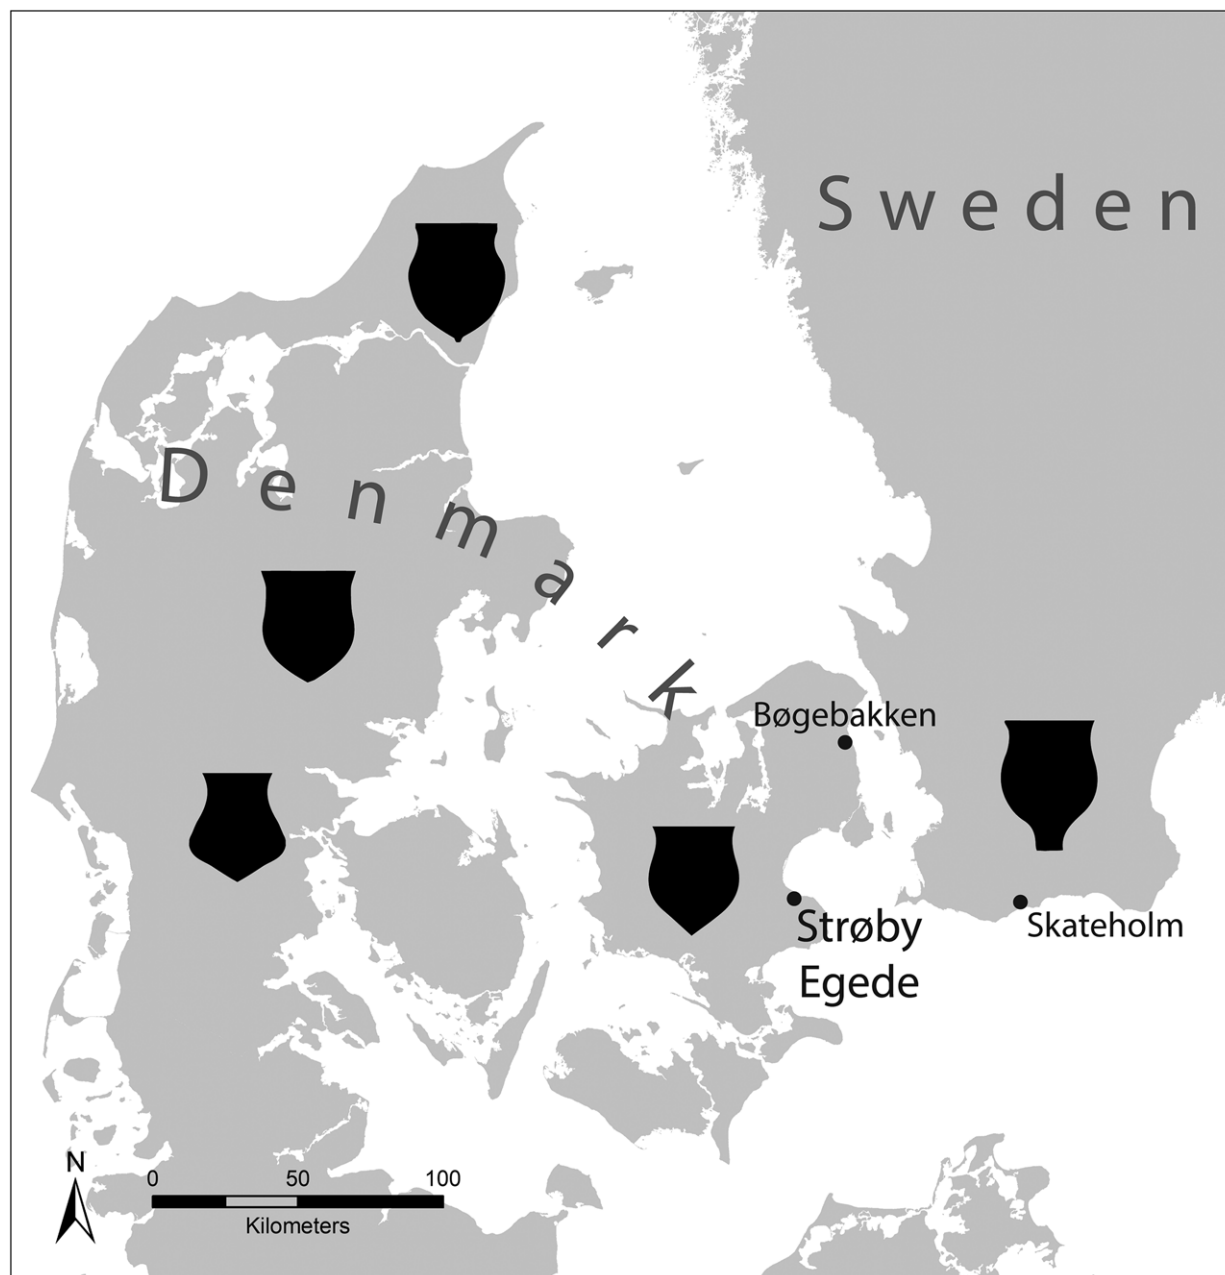 Sweden
Denmark
Bøgebakken
Strøby
Egede
Skateholm
N
0 50 100
Kilometers